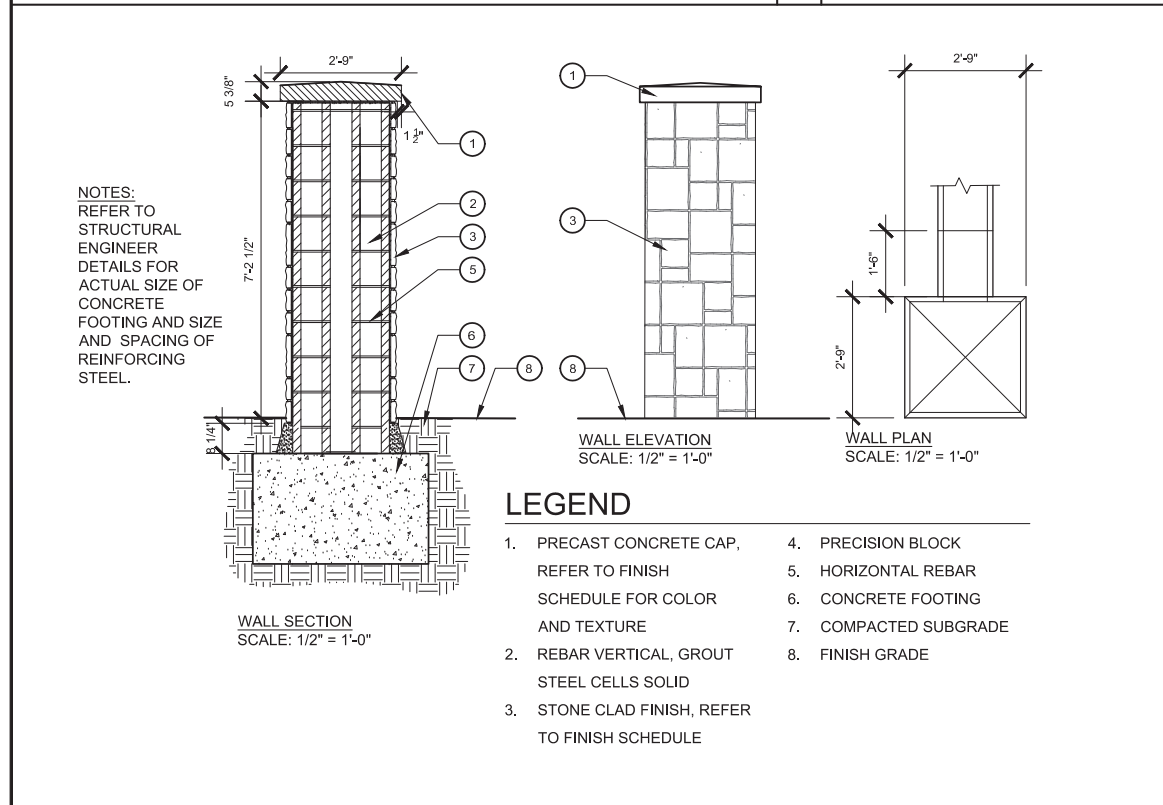 2'-9"
5 3/8"
1 1/2"
7'-2 1/2"
8 1/4"
1
2
3
5
6
7
8
NOTES:
REFER TO
STRUCTURAL
ENGINEER
DETAILS FOR
ACTUAL SIZE OF
CONCRETE
FOOTING AND SIZE
AND SPACING OF
REINFORCING
STEEL.
WALL SECTION
SCALE: 1/2" = 1'-0"
1
3
8
WALL ELEVATION
SCALE: 1/2" = 1'-0"
2'-9"
1'-6"
2'-9"
WALL PLAN
SCALE: 1/2" = 1'-0"
LEGEND
1. PRECAST CONCRETE CAP,
REFER TO FINISH
SCHEDULE FOR COLOR
AND TEXTURE
2. REBAR VERTICAL, GROUT
STEEL CELLS SOLID
3. STONE CLAD FINISH, REFER
TO FINISH SCHEDULE
4. PRECISION BLOCK
5. HORIZONTAL REBAR
6. CONCRETE FOOTING
7. COMPACTED SUBGRADE
8. FINISH GRADE